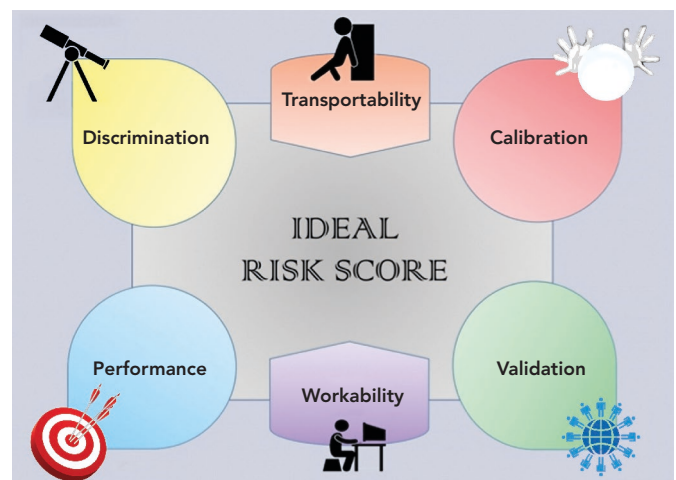 Transportability
Discrimination
Calibration
IDEAL
RISK SCORE
Performance
Validation
Workability